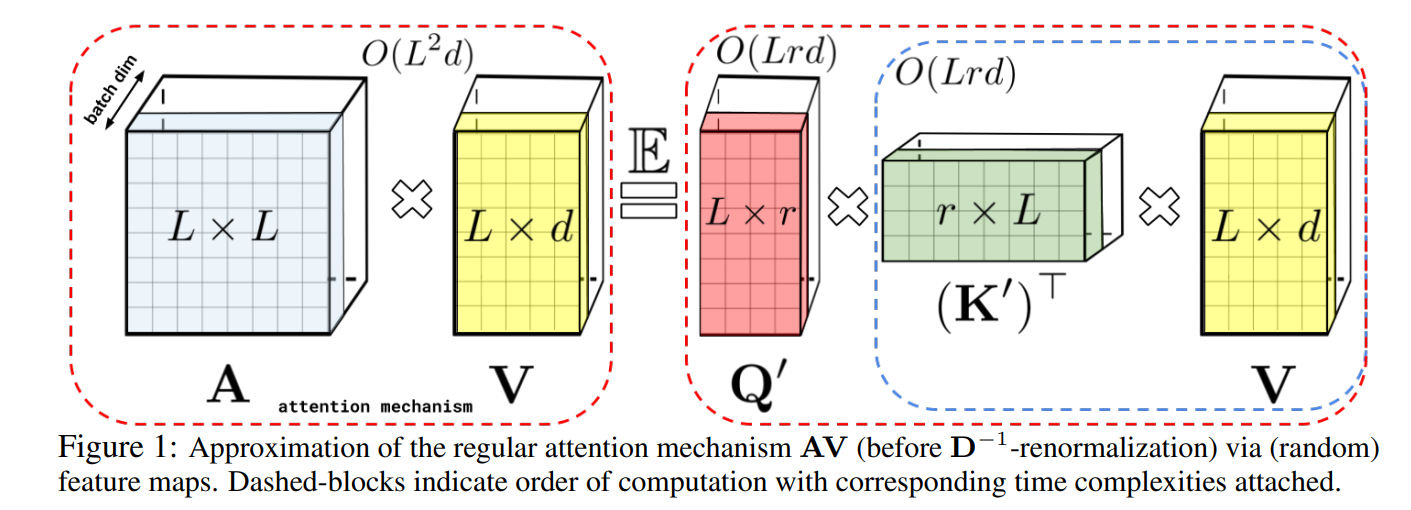 batch dim
O(L²d)
O(Lrd)
O(Lrd)
𝔼
L × L
L × d
L × r
r × L
L × d
(K′)⊤
A
V
Q′
V
attention mechanism
Figure 1: Approximation of the regular attention mechanism AV (before D⁻¹-renormalization) via (random)
feature maps. Dashed-blocks indicate order of computation with corresponding time complexities attached.